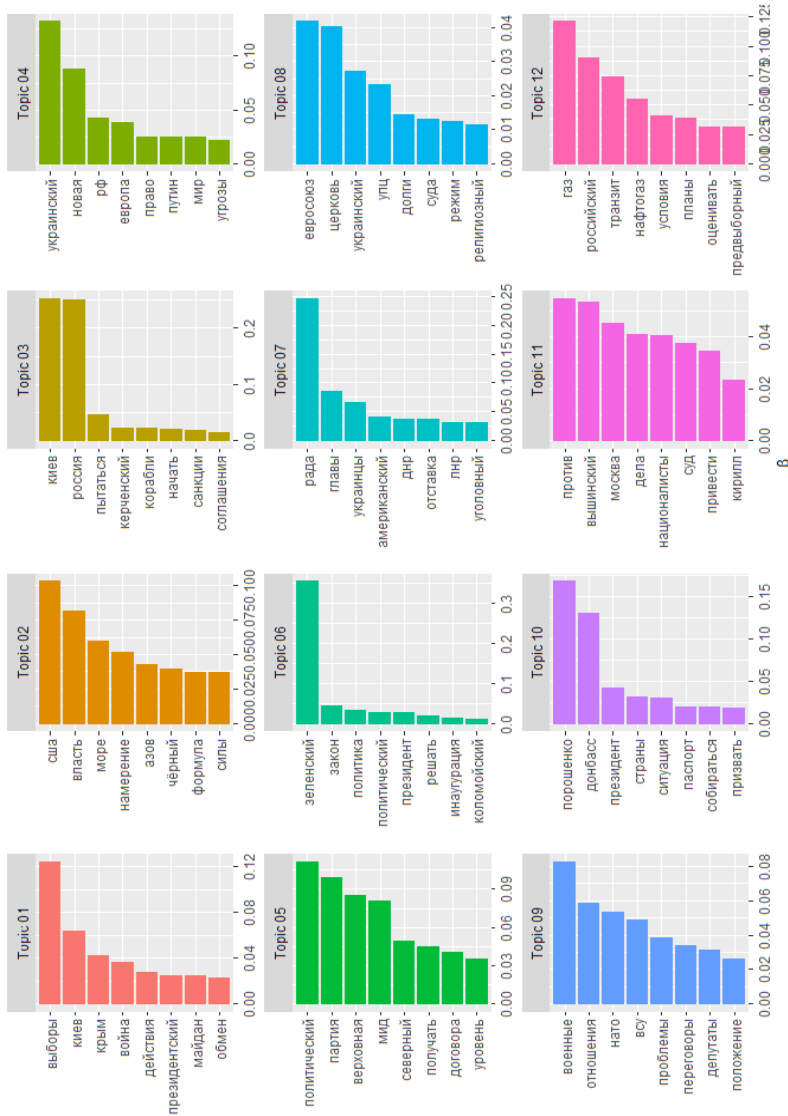 Topic 01
выборы
киев
крым
война
действия
президентский
майдан
обмен
0.00 0.04 0.08 0.12
Topic 02
сша
власть
море
намерение
азов
чёрный
формула
силы
0.000 0.025 0.050 0.075 0.100
Topic 03
киев
россия
пытаться
керченский
корабли
начать
санкции
соглашения
0.0 0.1 0.2
Topic 04
украинский
новая
рф
европа
право
путин
мир
угрозы
0.00 0.05 0.10
Topic 05
политический
партия
верховная
мид
северный
получать
договора
уровень
0.00 0.03 0.06 0.09
Topic 06
зеленский
закон
политика
политический
президент
решать
инаугурация
коломойский
0.0 0.1 0.2 0.3
Topic 07
рада
главы
украинцы
американский
днр
отставка
лнр
уголовный
0.00 0.05 0.10 0.15 0.20 0.25
Topic 08
евросоюз
церковь
украинский
упц
долги
суда
режим
религиозный
0.00 0.01 0.02 0.03 0.04
Topic 09
военные
отношения
нато
всу
проблемы
переговоры
депутаты
положение
0.00 0.02 0.04 0.06 0.08
Topic 10
порошенко
донбасс
президент
страны
ситуация
паспорт
собираться
призвать
0.00 0.05 0.10 0.15
Topic 11
против
вышинский
москва
дела
националисты
суд
привести
кирилл
0.00 0.02 0.04
Topic 12
газ
российский
транзит
нафтогаз
условия
планы
оценивать
предвыборный
0.000 0.025 0.050 0.075 0.100 0.125
β